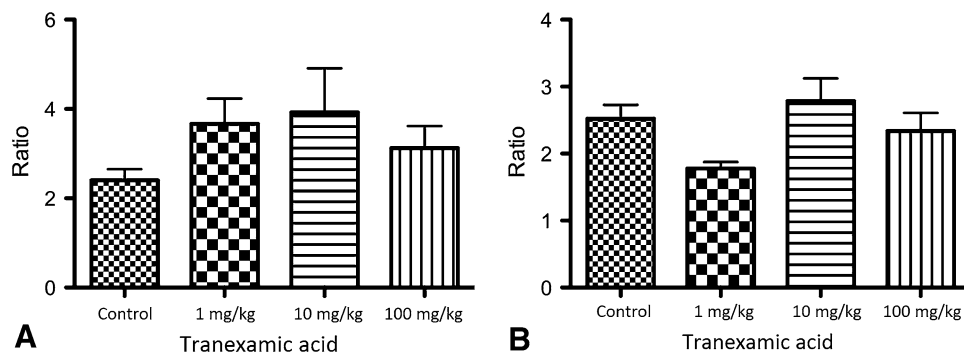 6
4
2
0
Ratio
Control 1 mg/kg 10 mg/kg 100 mg/kg
A Tranexamic acid
4
3
2
1
0
Ratio
Control 1 mg/kg 10 mg/kg 100 mg/kg
B Tranexamic acid